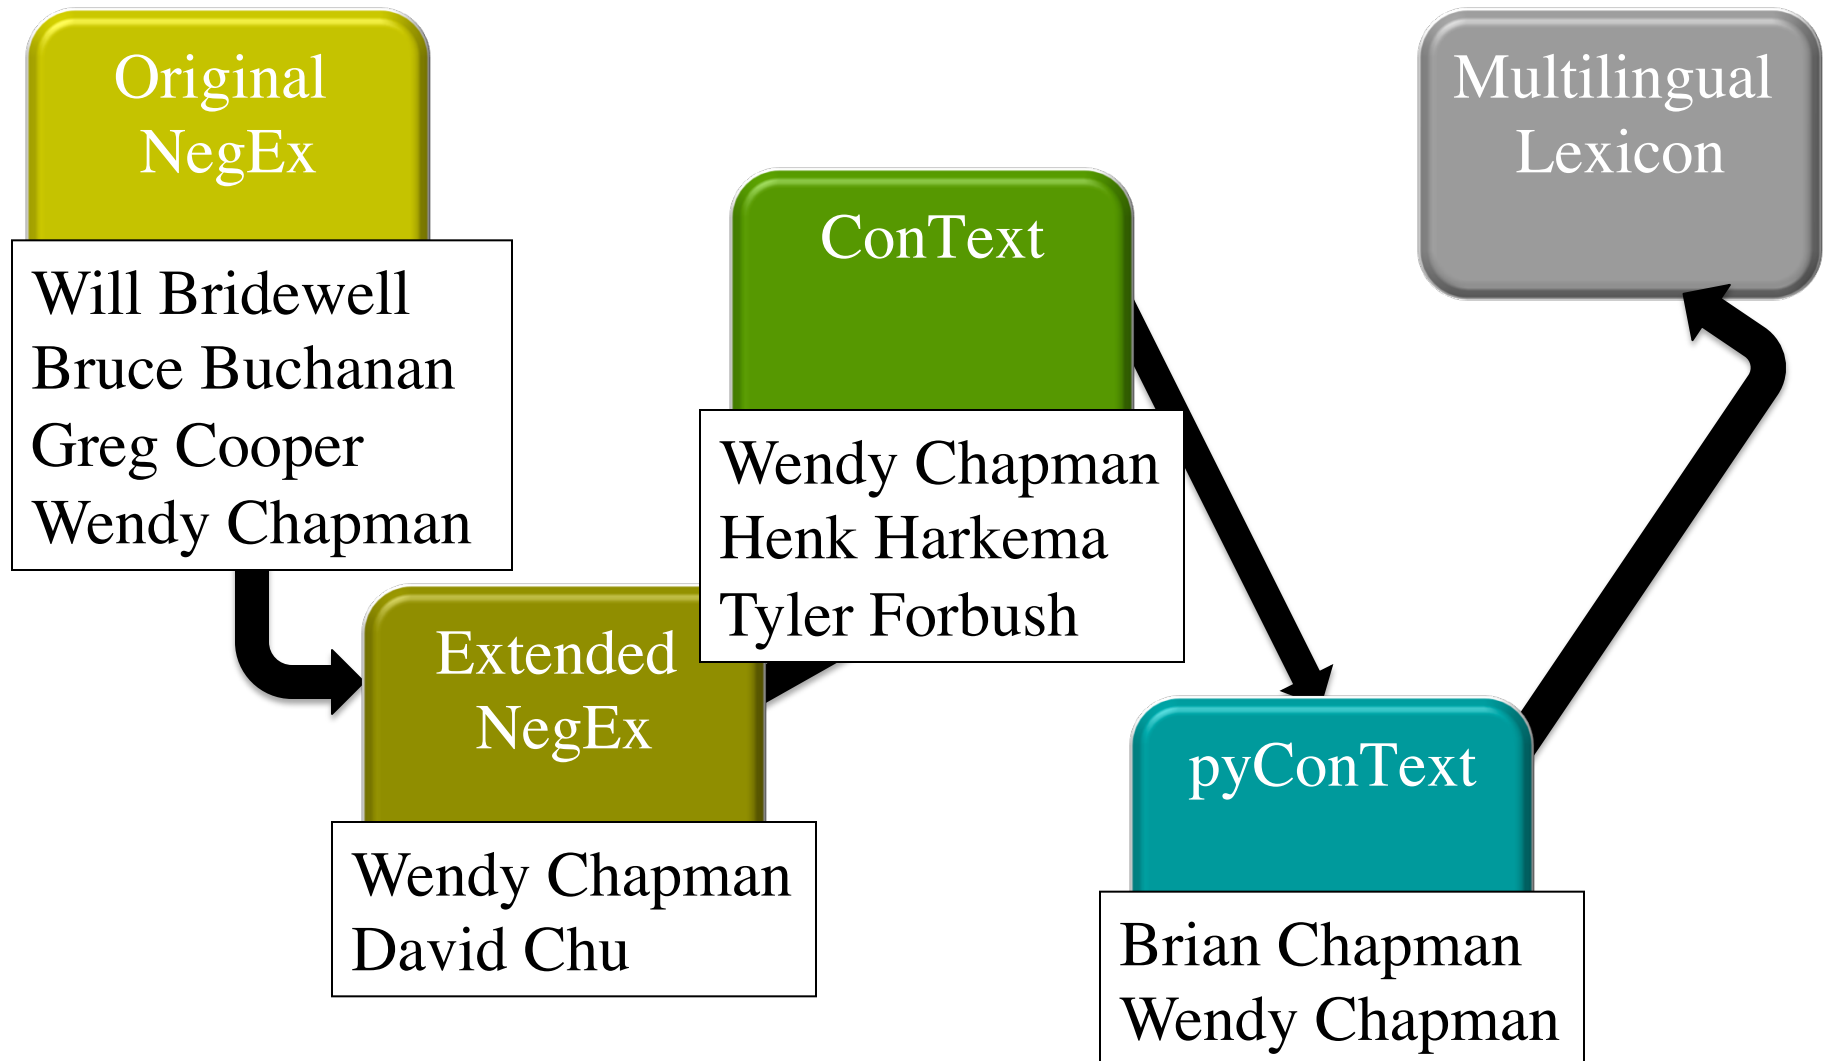 Original
NegEx
Will Bridewell
Bruce Buchanan
Greg Cooper
Wendy Chapman
Extended
NegEx
Wendy Chapman
David Chu
ConText
Wendy Chapman
Henk Harkema
Tyler Forbush
pyConText
Brian Chapman
Wendy Chapman
Multilingual
Lexicon